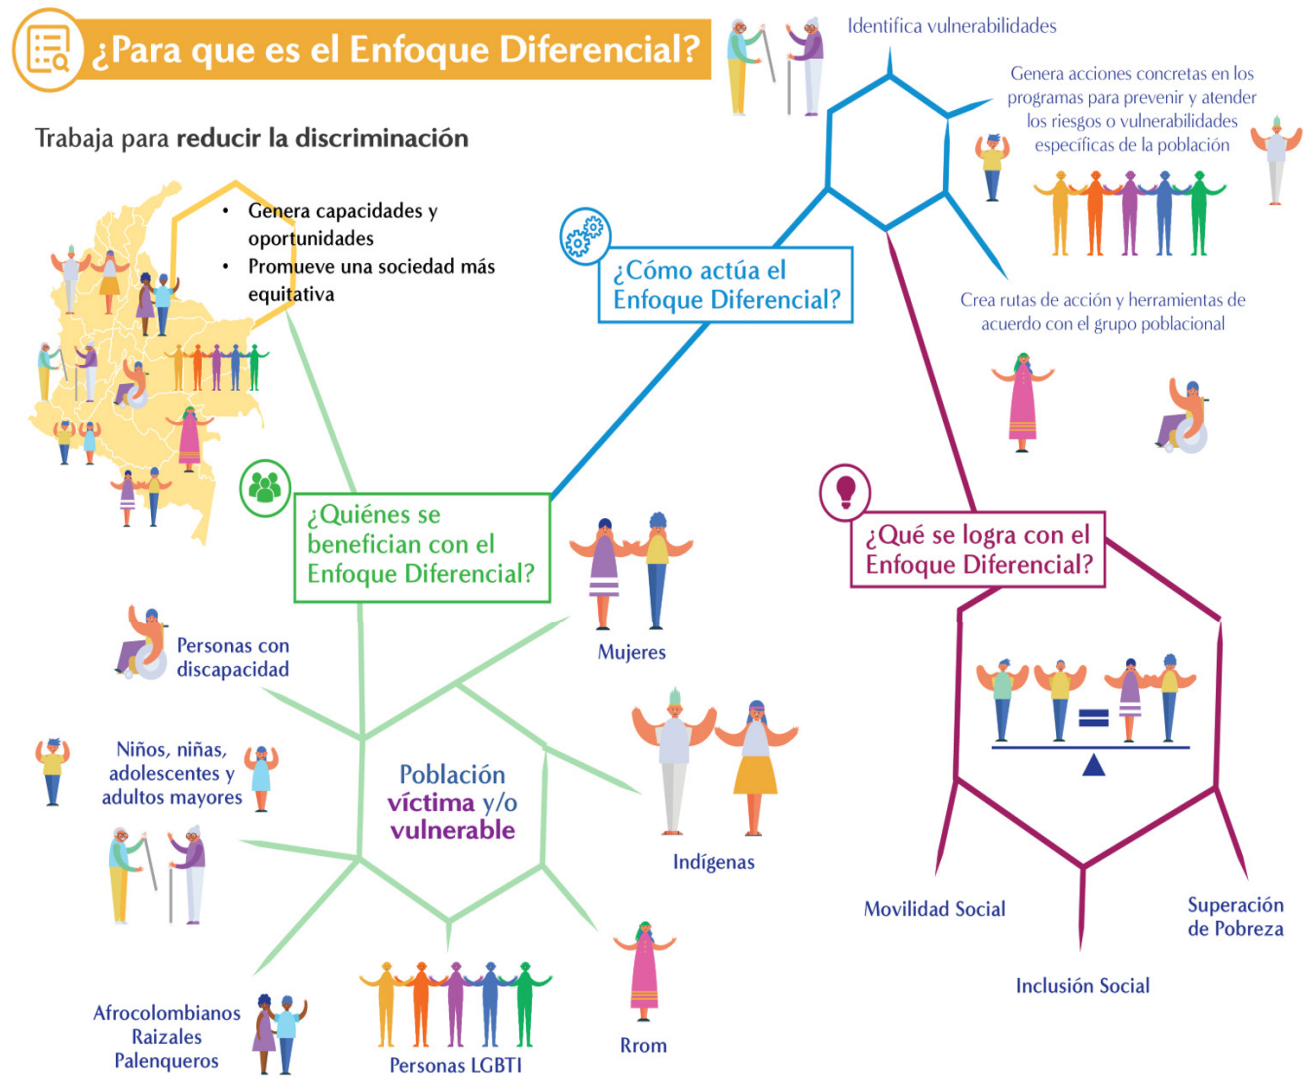 ¿Para que es el Enfoque Diferencial?
Trabaja para reducir la discriminación
• Genera capacidades y
oportunidades
• Promueve una sociedad más
equitativa
¿Cómo actúa el
Enfoque Diferencial?
Identifica vulnerabilidades
Genera acciones concretas en los
programas para prevenir y atender
los riesgos o vulnerabilidades
específicas de la población
Crea rutas de acción y herramientas de
acuerdo con el grupo poblacional
¿Quiénes se
benefician con el
Enfoque Diferencial?
Población
víctima y/o
vulnerable
Personas con
discapacidad
Niños, niñas,
adolescentes y
adultos mayores
Afrocolombianos
Raizales
Palenqueros
Personas LGBTI
Rrom
Indígenas
Mujeres
¿Qué se logra con el
Enfoque Diferencial?
Movilidad Social
Inclusión Social
Superación
de Pobreza